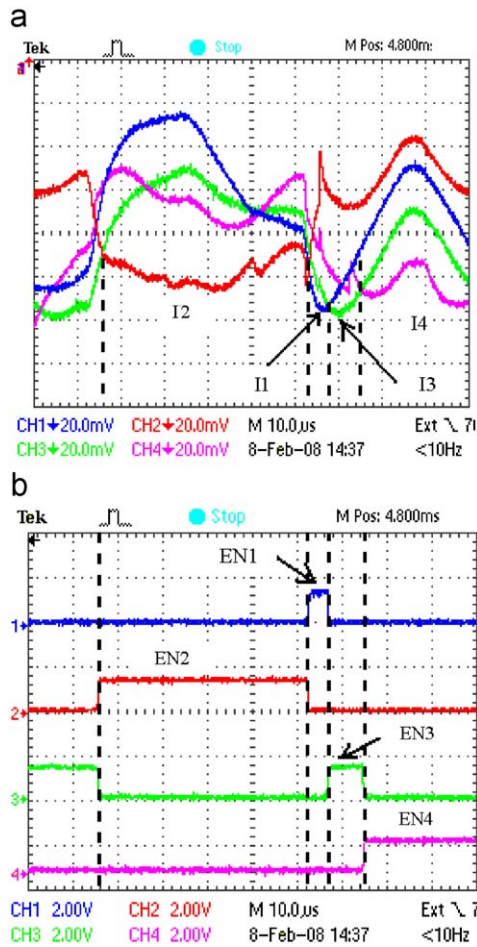 a
Tek Stop M Pos: 4.800m:
I2
I4
I1
I3
CH1 20.0mV CH2 20.0mV M 10.0us Ext
CH3 20.0mV CH4 20.0mV 8-Feb-08 14:37 <10Hz
b
Tek Stop M Pos: 4.800ms
EN1
1
EN2
2
EN3
3
EN4
4
CH1 2.00V CH2 2.00V M 10.0us Ext
CH3 2.00V CH4 2.00V 8-Feb-08 14:37 <10Hz